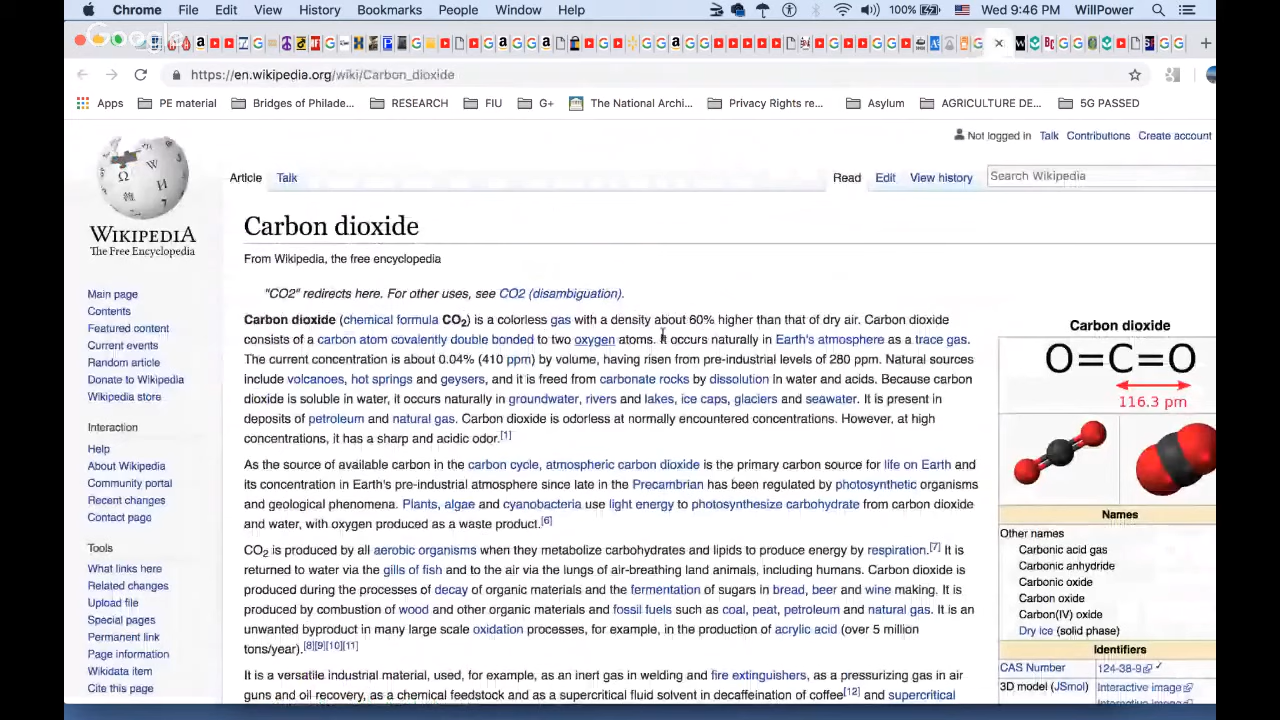 Chrome File Edit View History Bookmarks People Window Help 100% Wed 9:46 PM WillPower
Google
https://en.wikipedia.org/wiki/Carbon_dioxide
Apps PE material Bridges of Philade... RESEARCH FIU G+ The National Archi... Privacy Rights re... Asylum AGRICULTURE DE... 5G PASSED
Not logged in Talk Contributions Create account
Article Talk Read Edit View history Search Wikipedia
WIKIPEDIA
The Free Encyclopedia
Main page
Contents
Featured content
Current events
Random article
Donate to Wikipedia
Wikipedia store
Interaction
Help
About Wikipedia
Community portal
Recent changes
Contact page
Tools
What links here
Related changes
Upload file
Special pages
Permanent link
Page information
Wikidata item
Cite this page
Carbon dioxide
From Wikipedia, the free encyclopedia
"CO2" redirects here. For other uses, see CO2 (disambiguation).
Carbon dioxide (chemical formula CO2) is a colorless gas with a density about 60% higher than that of dry air. Carbon dioxide
consists of a carbon atom covalently double bonded to two oxygen atoms. It occurs naturally in Earth's atmosphere as a trace gas.
The current concentration is about 0.04% (410 ppm) by volume, having risen from pre-industrial levels of 280 ppm. Natural sources
include volcanoes, hot springs and geysers, and it is freed from carbonate rocks by dissolution in water and acids. Because carbon
dioxide is soluble in water, it occurs naturally in groundwater, rivers and lakes, ice caps, glaciers and seawater. It is present in
deposits of petroleum and natural gas. Carbon dioxide is odorless at normally encountered concentrations. However, at high
concentrations, it has a sharp and acidic odor.[1]
As the source of available carbon in the carbon cycle, atmospheric carbon dioxide is the primary carbon source for life on Earth and
its concentration in Earth's pre-industrial atmosphere since late in the Precambrian has been regulated by photosynthetic organisms
and geological phenomena. Plants, algae and cyanobacteria use light energy to photosynthesize carbohydrate from carbon dioxide
and water, with oxygen produced as a waste product.[6]
CO2 is produced by all aerobic organisms when they metabolize carbohydrates and lipids to produce energy by respiration.[7] It is
returned to water via the gills of fish and to the air via the lungs of air-breathing land animals, including humans. Carbon dioxide is
produced during the processes of decay of organic materials and the fermentation of sugars in bread, beer and wine making. It is
produced by combustion of wood and other organic materials and fossil fuels such as coal, peat, petroleum and natural gas. It is an
unwanted byproduct in many large scale oxidation processes, for example, in the production of acrylic acid (over 5 million
tons/year).[8][9][10][11]
It is a versatile industrial material, used, for example, as an inert gas in welding and fire extinguishers, as a pressurizing gas in air
guns and oil recovery, as a chemical feedstock and as a supercritical fluid solvent in decaffeination of coffee[12] and supercritical
Carbon dioxide
O=C=O
116.3 pm
Names
Other names
Carbonic acid gas
Carbonic anhydride
Carbonic oxide
Carbon oxide
Carbon(IV) oxide
Dry ice (solid phase)
Identifiers
CAS Number 124-38-9
3D model (JSmol) Interactive image
Interactive image